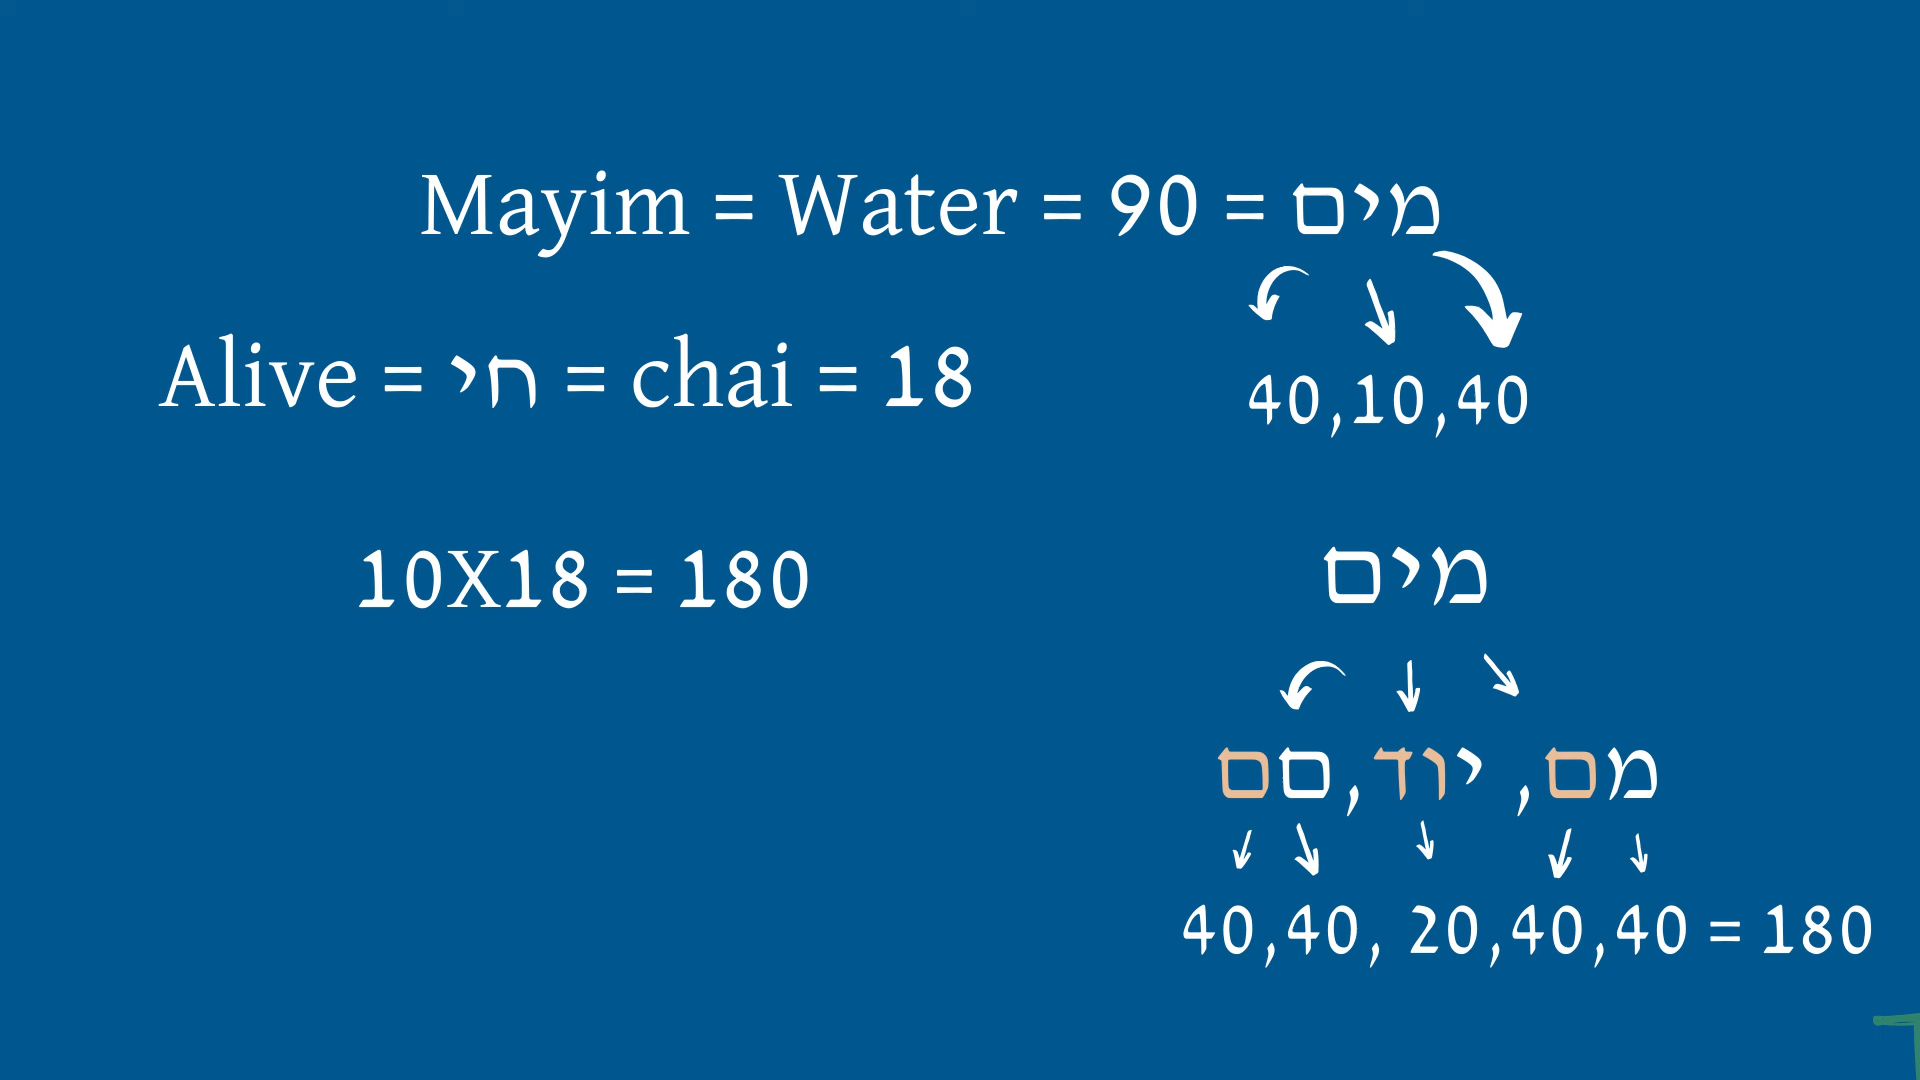 Mayim = Water = 90 = מים
40,10,40
Alive = חי = chai = 18
10X18 = 180
מים
מם, יוד,םם
40,40, 20,40,40 = 180